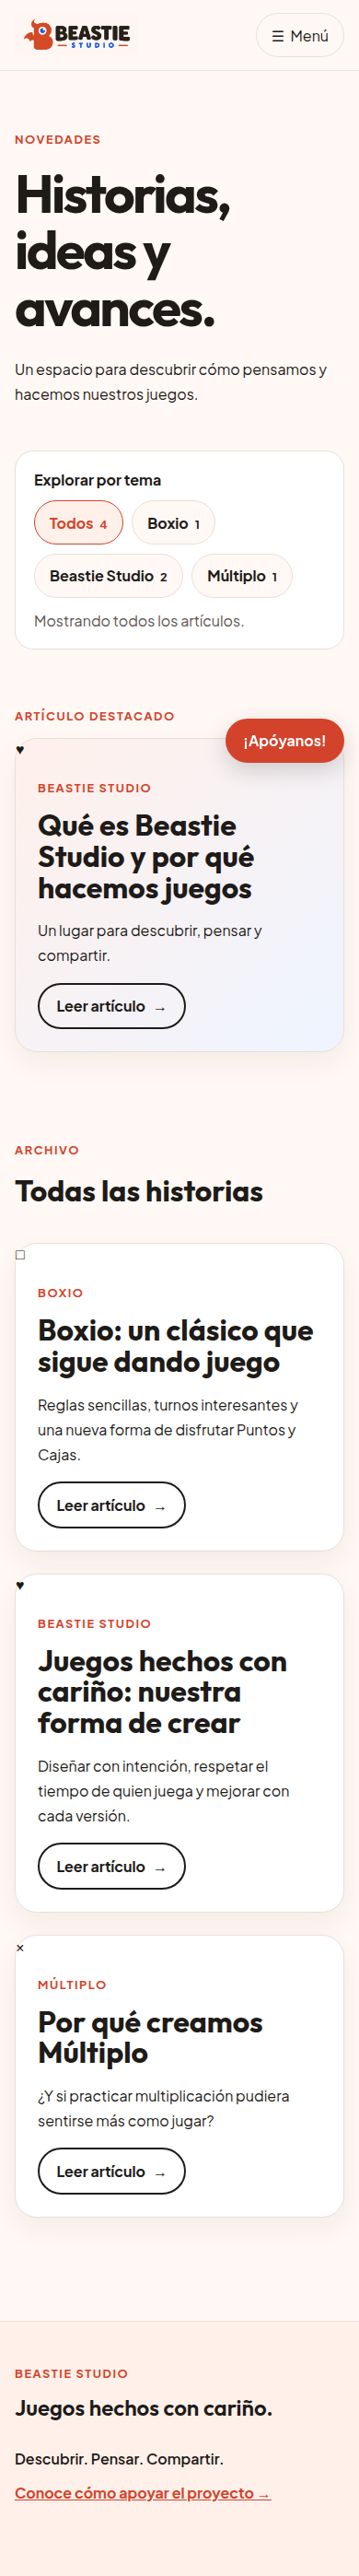 BEASTIE
STUDIO
☰ Menú
NOVEDADES
Historias,
ideas y
avances.
Un espacio para descubrir cómo pensamos y
hacemos nuestros juegos.
Explorar por tema
Todos 4
Boxio 1
Beastie Studio 2
Múltiplo 1
Mostrando todos los artículos.
ARTÍCULO DESTACADO
¡Apóyanos!
♥
BEASTIE STUDIO
Qué es Beastie
Studio y por qué
hacemos juegos
Un lugar para descubrir, pensar y
compartir.
Leer artículo →
ARCHIVO
Todas las historias
□
BOXIO
Boxio: un clásico que
sigue dando juego
Reglas sencillas, turnos interesantes y
una nueva forma de disfrutar Puntos y
Cajas.
Leer artículo →
♥
BEASTIE STUDIO
Juegos hechos con
cariño: nuestra
forma de crear
Diseñar con intención, respetar el
tiempo de quien juega y mejorar con
cada versión.
Leer artículo →
×
MÚLTIPLO
Por qué creamos
Múltiplo
¿Y si practicar multiplicación pudiera
sentirse más como jugar?
Leer artículo →
BEASTIE STUDIO
Juegos hechos con cariño.
Descubrir. Pensar. Compartir.
Conoce cómo apoyar el proyecto →